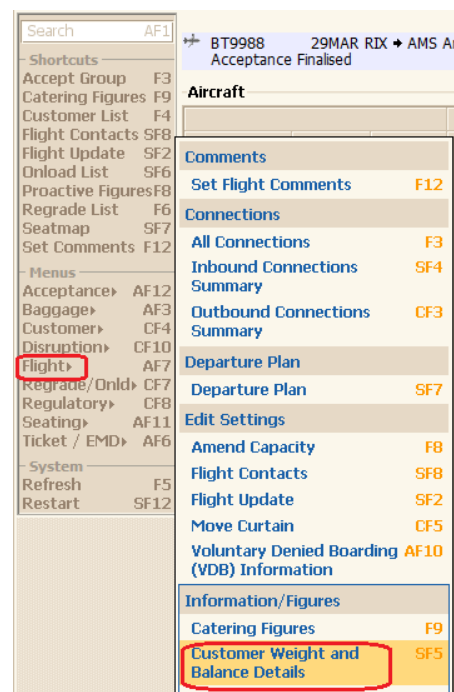 Search AF1
Shortcuts
Accept Group F3
Catering Figures F9
Customer List F4
Flight Contacts SF8
Flight Update SF2
Onload List SF6
Proactive FiguresF8
Regrade List F6
Seatmap SF7
Set Comments F12
Menus
Acceptance AF12
Baggage AF3
Customer CF4
Disruption CF10
Flight AF7
Regrade/Onld CF7
Regulatory CF8
Seating AF11
Ticket / EMD AF6
System
Refresh F5
Restart SF12
BT9988 29MAR RIX AMS
Acceptance Finalised
Aircraft
Comments
Set Flight Comments F12
Connections
All Connections F3
Inbound Connections SF4
Summary
Outbound Connections CF3
Summary
Departure Plan
Departure Plan SF7
Edit Settings
Amend Capacity F8
Flight Contacts SF8
Flight Update SF2
Move Curtain CF5
Voluntary Denied Boarding AF10
(VDB) Information
Information/Figures
Catering Figures F9
Customer Weight and SF5
Balance Details